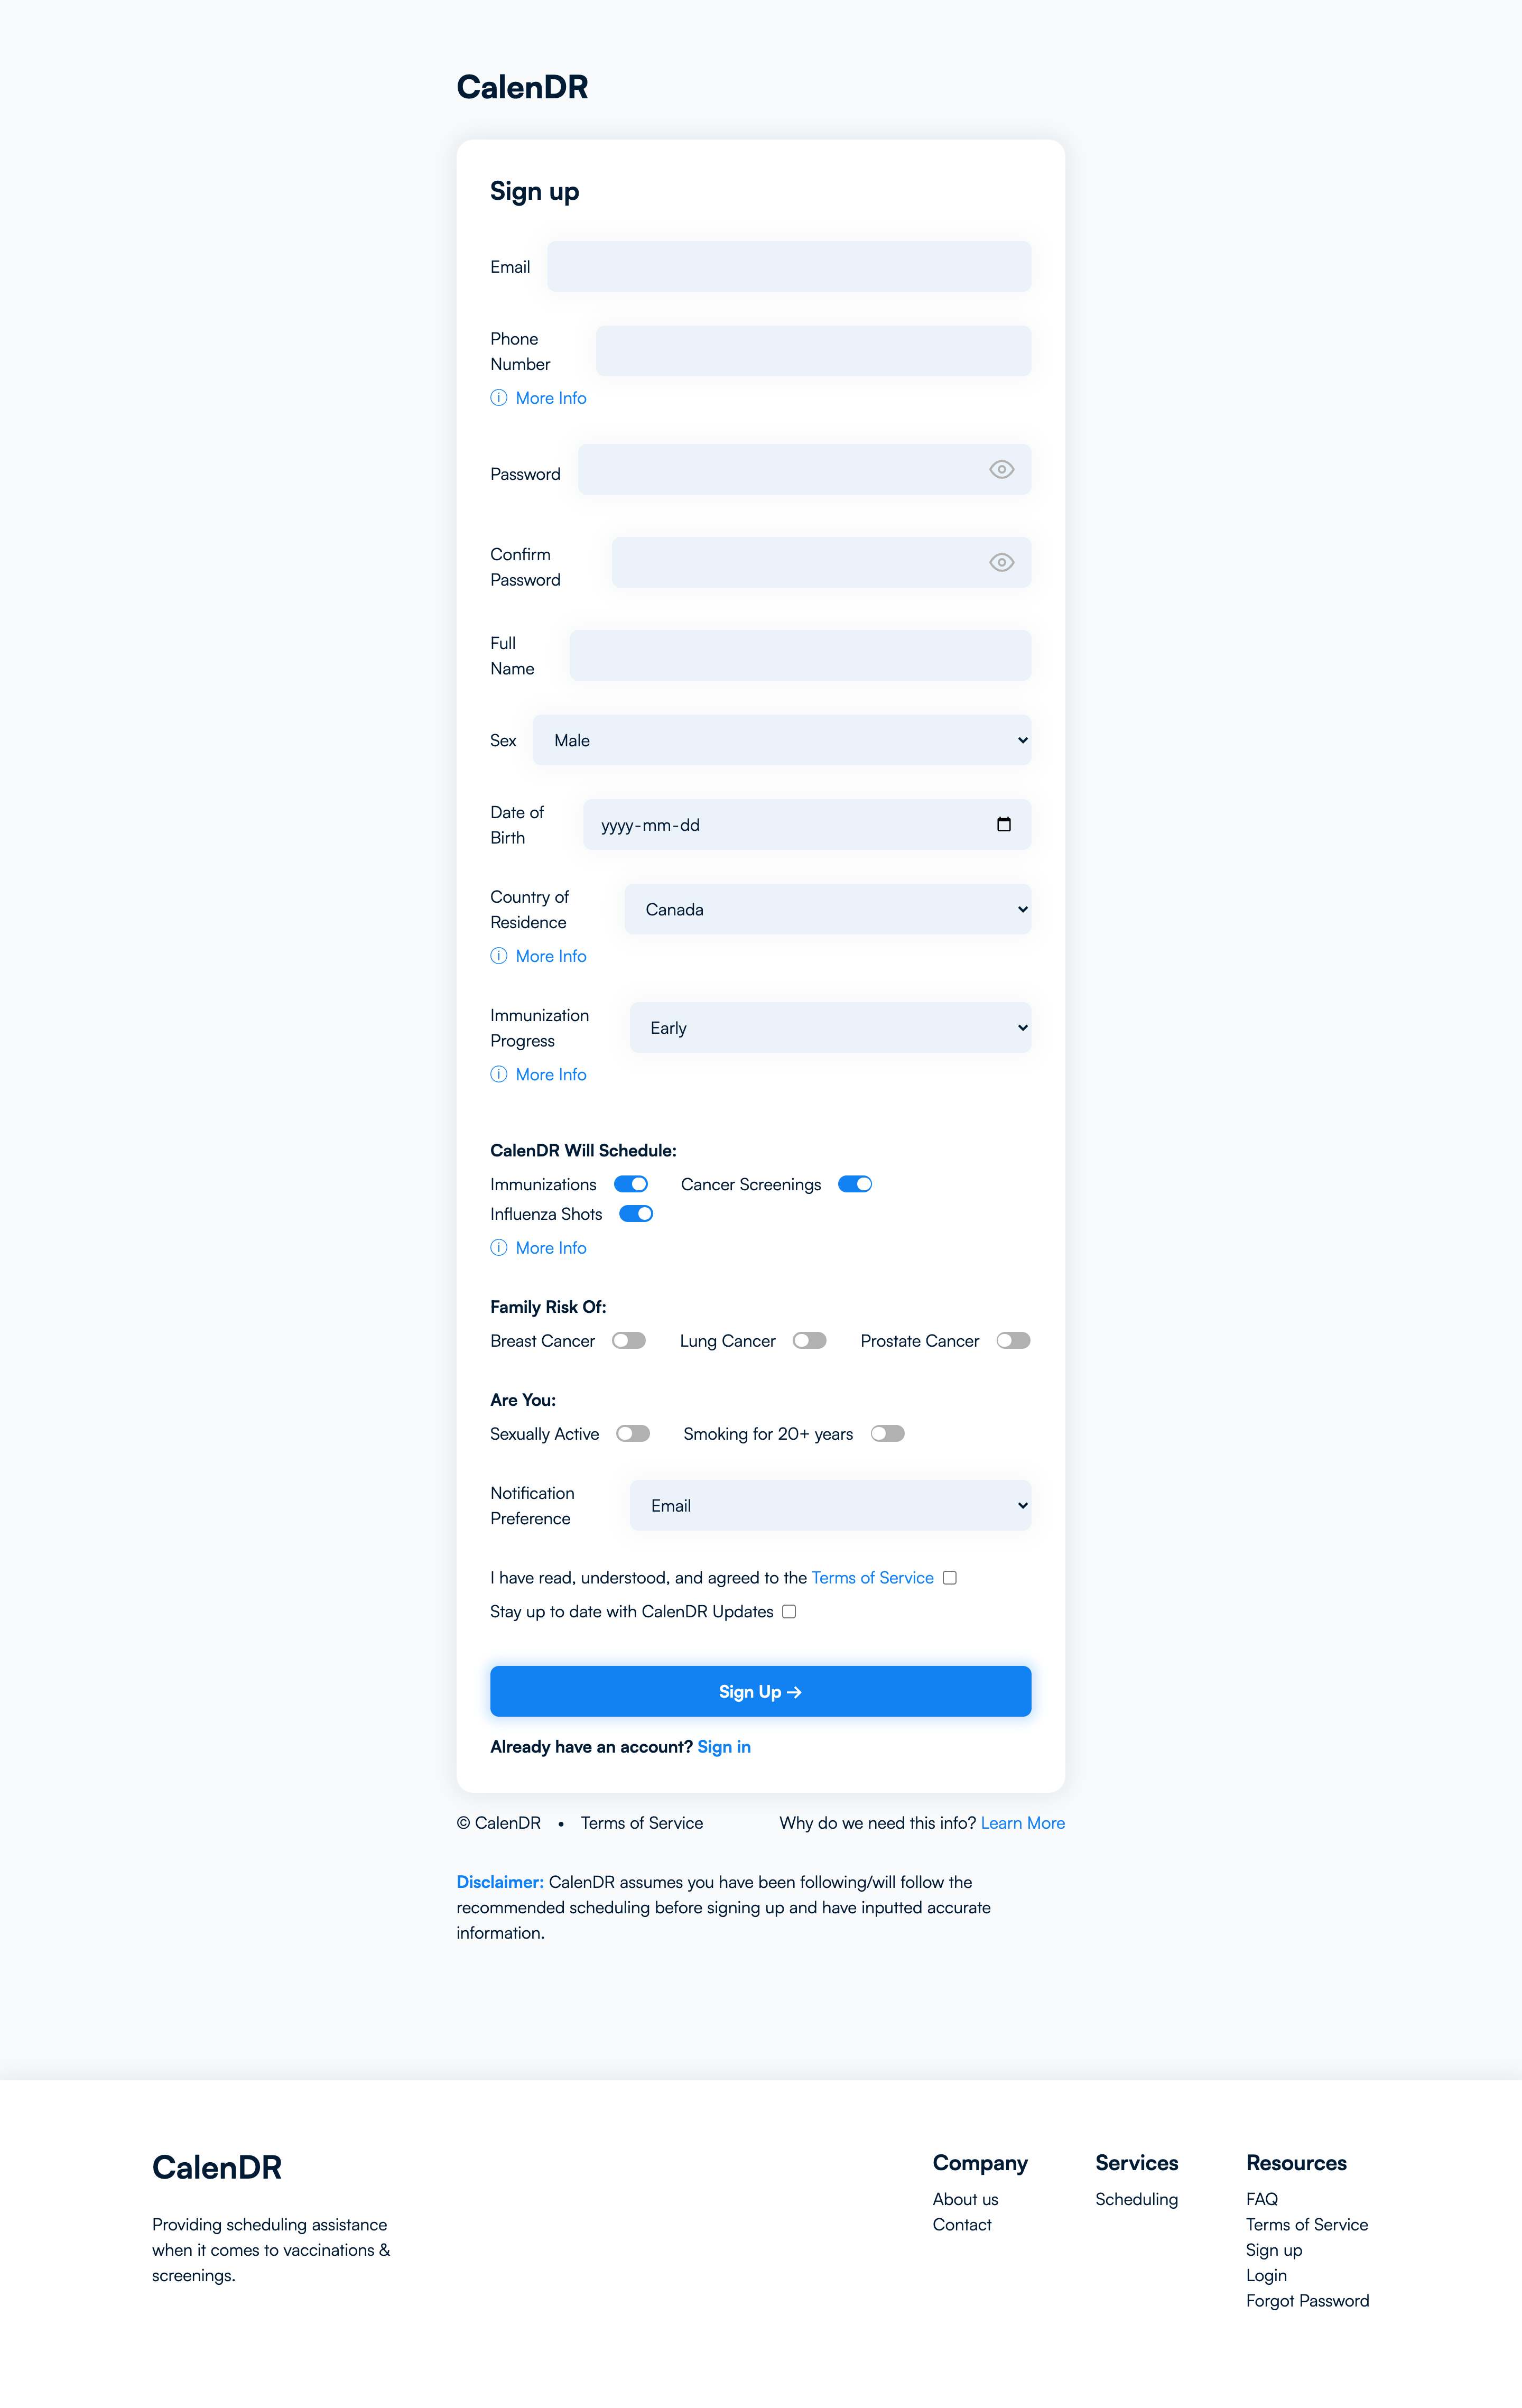 CalenDR
Sign up
Email
Phone
Number
ⓘ More Info
Password
Confirm
Password
Full
Name
Sex Male
Date of
Birth
yyyy-mm-dd
Country of
Residence
Canada
ⓘ More Info
Immunization
Progress
Early
ⓘ More Info
CalenDR Will Schedule:
Immunizations Cancer Screenings
Influenza Shots
ⓘ More Info
Family Risk Of:
Breast Cancer Lung Cancer Prostate Cancer
Are You:
Sexually Active Smoking for 20+ years
Notification
Preference
Email
I have read, understood, and agreed to the Terms of Service
Stay up to date with CalenDR Updates
Sign Up →
Already have an account? Sign in
© CalenDR • Terms of Service Why do we need this info? Learn More
Disclaimer: CalenDR assumes you have been following/will follow the
recommended scheduling before signing up and have inputted accurate
information.
CalenDR
Providing scheduling assistance
when it comes to vaccinations &
screenings.
Company
About us
Contact
Services
Scheduling
Resources
FAQ
Terms of Service
Sign up
Login
Forgot Password